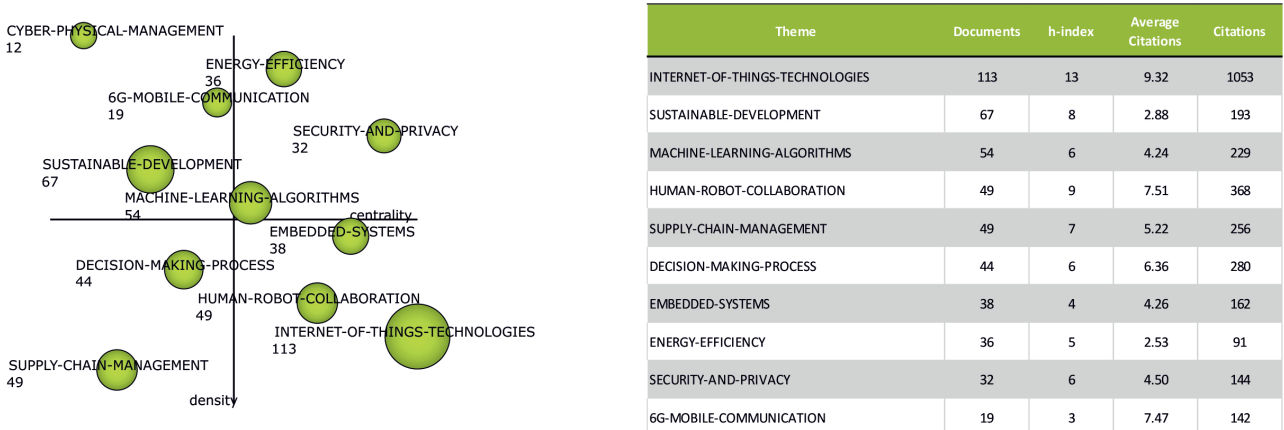 CYBER-PHYSICAL-MANAGEMENT
12
ENERGY-EFFICIENCY
36
6G-MOBILE-COMMUNICATION
19
SECURITY-AND-PRIVACY
32
SUSTAINABLE-DEVELOPMENT
67
MACHINE-LEARNING-ALGORITHMS
54
centrality
EMBEDDED-SYSTEMS
38
DECISION-MAKING-PROCESS
44
HUMAN-ROBOT-COLLABORATION
49
INTERNET-OF-THINGS-TECHNOLOGIES
113
SUPPLY-CHAIN-MANAGEMENT
49
density
Theme Documents h-index Average Citations Citations
INTERNET-OF-THINGS-TECHNOLOGIES 113 13 9.32 1053
SUSTAINABLE-DEVELOPMENT 67 8 2.88 193
MACHINE-LEARNING-ALGORITHMS 54 6 4.24 229
HUMAN-ROBOT-COLLABORATION 49 9 7.51 368
SUPPLY-CHAIN-MANAGEMENT 49 7 5.22 256
DECISION-MAKING-PROCESS 44 6 6.36 280
EMBEDDED-SYSTEMS 38 4 4.26 162
ENERGY-EFFICIENCY 36 5 2.53 91
SECURITY-AND-PRIVACY 32 6 4.50 144
6G-MOBILE-COMMUNICATION 19 3 7.47 142